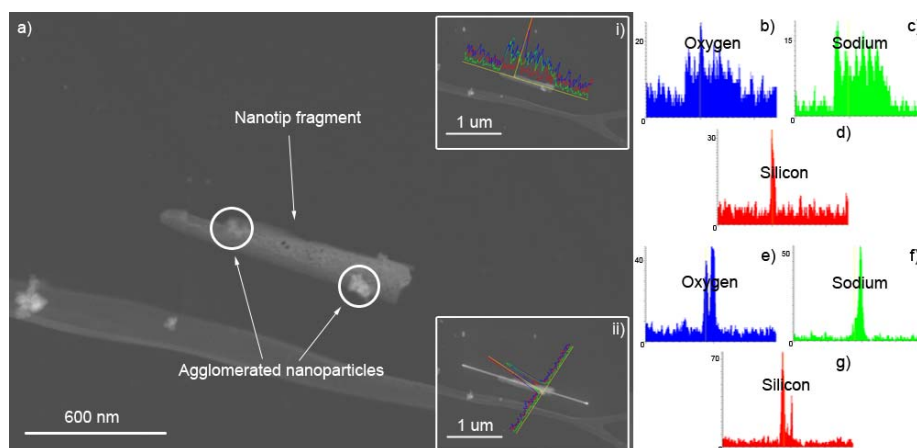 a)
Nanotip fragment
Agglomerated nanoparticles
600 nm
i)
1 um
ii)
1 um
b)
Oxygen
20
0
c)
Sodium
15
0
d)
Silicon
30
0
e)
Oxygen
40
0
f)
Sodium
50
0
g)
Silicon
70
0